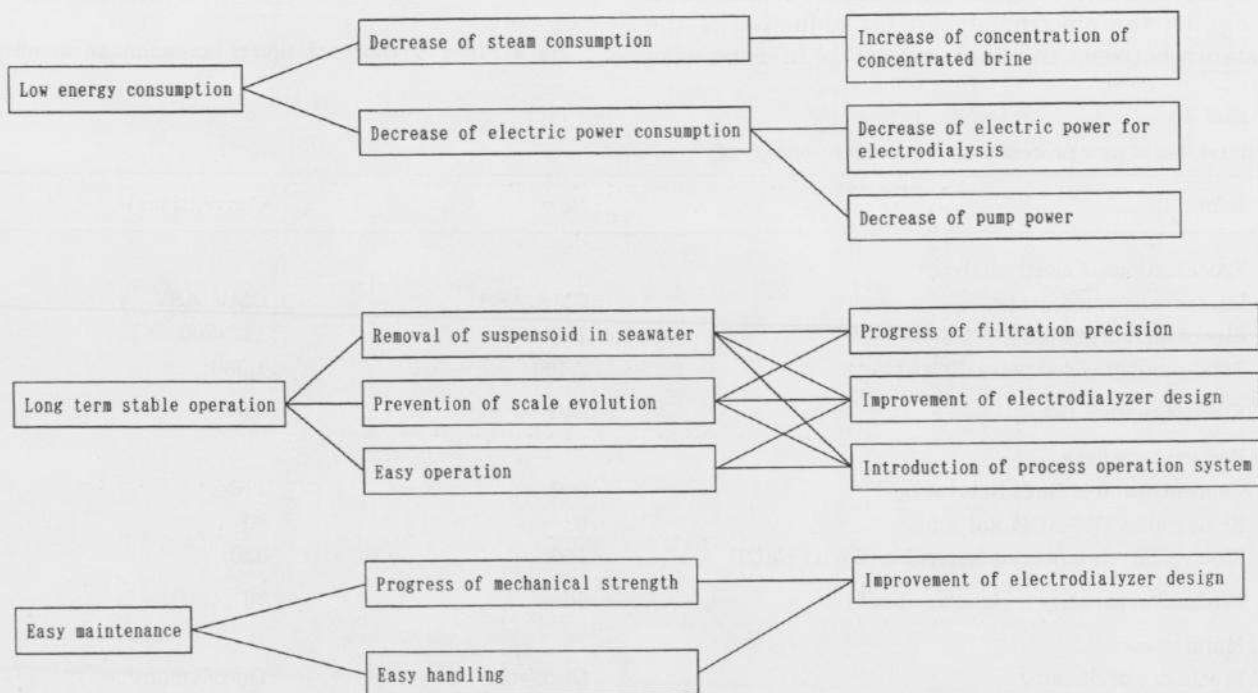 Decrease of steam consumption
Increase of concentration of
concentrated brine
Low energy consumption
Decrease of electric power consumption
Decrease of electric power for
electrodialysis
Decrease of pump power
Removal of suspensoid in seawater
Progress of filtration precision
Long term stable operation
Prevention of scale evolution
Improvement of electrodialyzer design
Easy operation
Introduction of process operation system
Progress of mechanical strength
Improvement of electrodialyzer design
Easy maintenance
Easy handling